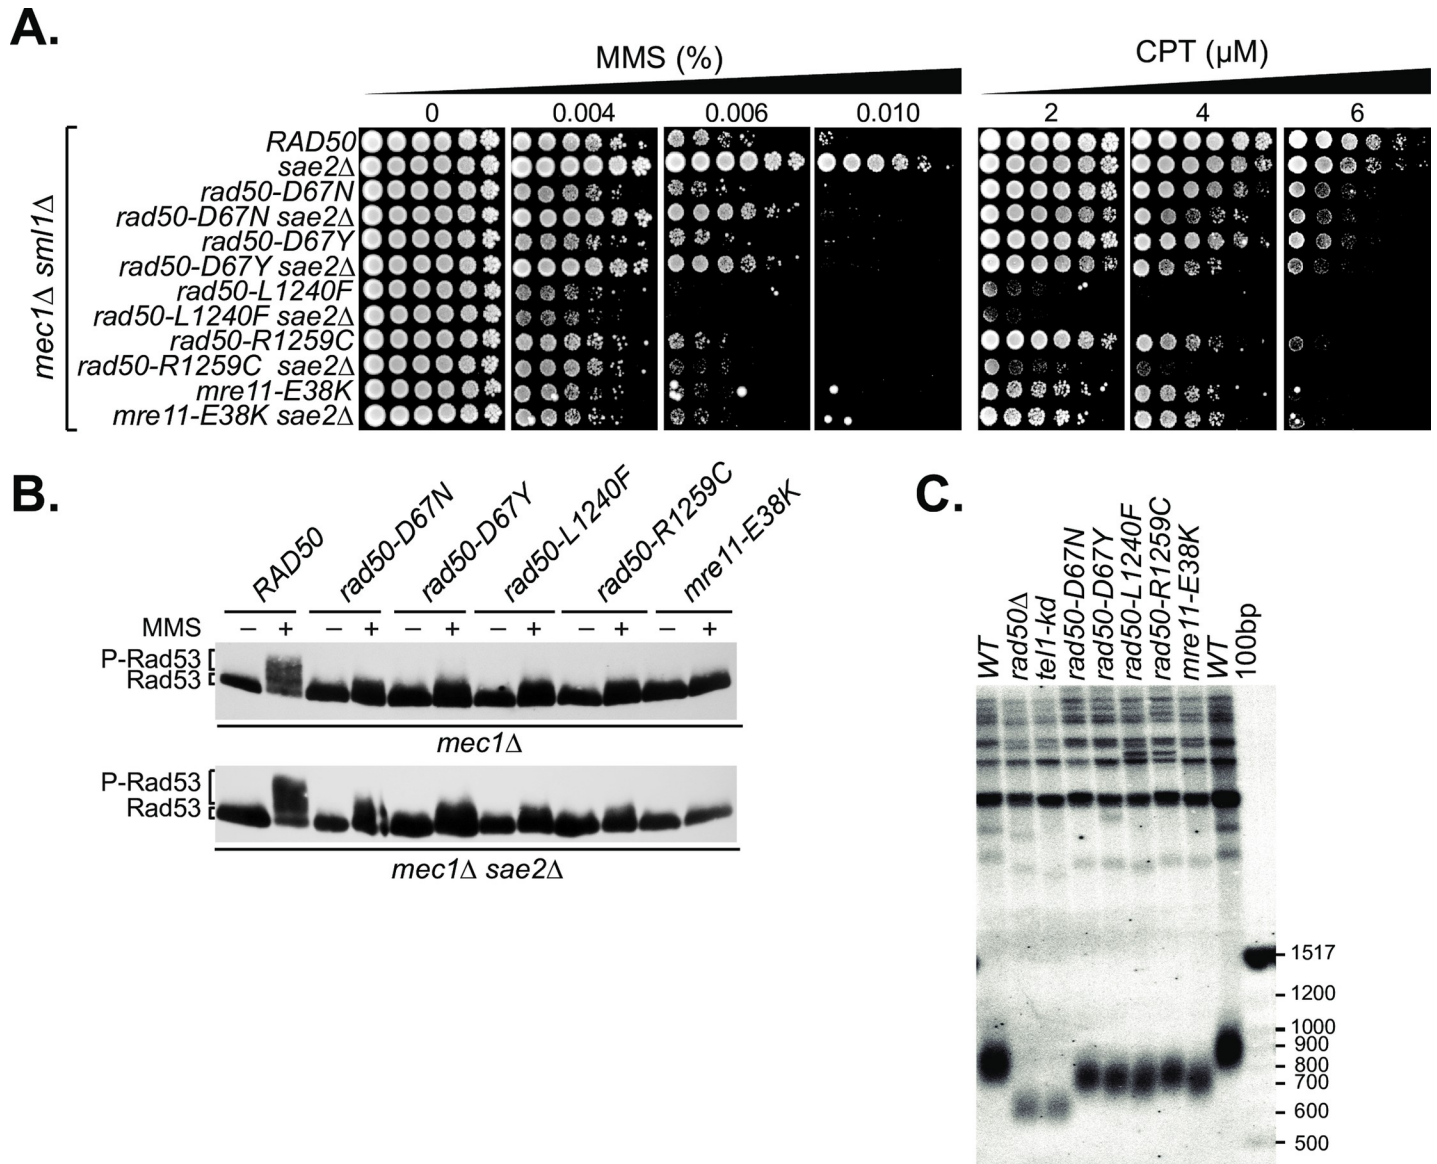 A.
MMS (%)
CPT (µM)
0 0.004 0.006 0.010 2 4 6
mec1Δ sml1Δ
RAD50
sae2Δ
rad50-D67N
rad50-D67N sae2Δ
rad50-D67Y
rad50-D67Y sae2Δ
rad50-L1240F
rad50-L1240F sae2Δ
rad50-R1259C
rad50-R1259C sae2Δ
mre11-E38K
mre11-E38K sae2Δ
B.
RAD50 rad50-D67N rad50-D67Y rad50-L1240F rad50-R1259C mre11-E38K
MMS – + – + – + – + – + – +
P-Rad53
Rad53
mec1Δ
P-Rad53
Rad53
mec1Δ sae2Δ
C.
WT rad50Δ tel1-kd rad50-D67N rad50-D67Y rad50-L1240F rad50-R1259C mre11-E38K WT 100bp
1517
1200
1000
900
800
700
600
500